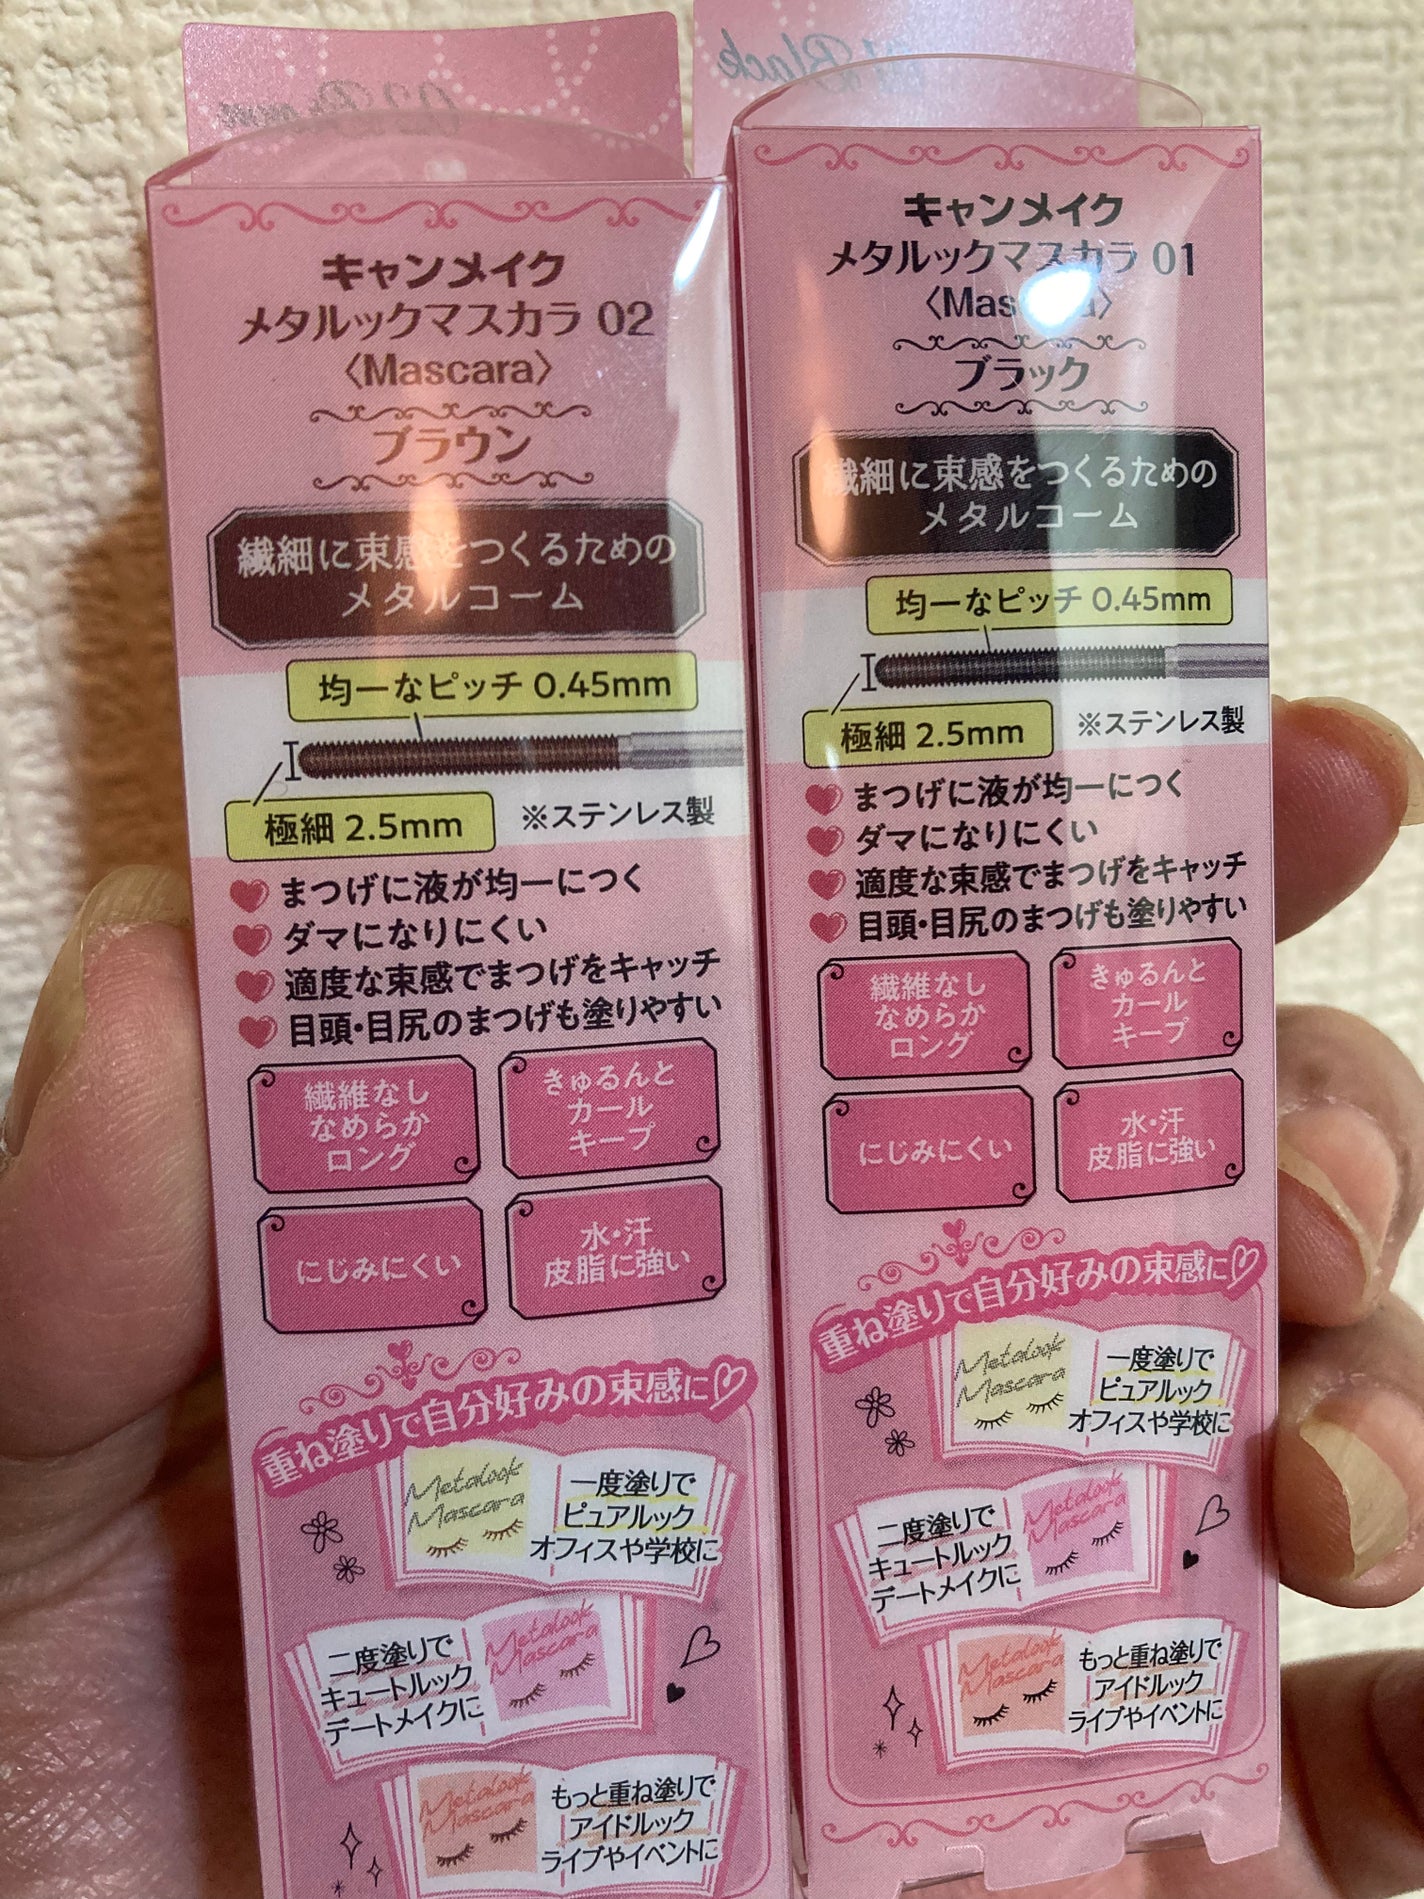 02 Brown
キャンメイク
メタルックマスカラ 02
〈Mascara〉
ブラウン
繊細に束感をつくるための
メタルコーム
均一なピッチ 0.45mm
極細 2.5mm
※ステンレス製
まつげに液が均一につく
ダマになりにくい
適度な束感でまつげをキャッチ
目頭・目尻のまつげも塗りやすい
繊維なし
なめらか
ロング
きゅるんと
カール
キープ
にじみにくい
水・汗
皮脂に強い
重ね塗りで自分好みの束感に
Metalook
Mascara
一度塗りで
ピュアルック
オフィスや学校に
二度塗りで
キュートルック
デートメイクに
Metalook
Mascara
Metalook
Mascara
もっと重ね塗りで
アイドルック
ライブやイベントに
01 Black
キャンメイク
メタルックマスカラ 01
〈Mascara〉
ブラック
繊細に束感をつくるための
メタルコーム
均一なピッチ 0.45mm
極細 2.5mm
※ステンレス製
まつげに液が均一につく
ダマになりにくい
適度な束感でまつげをキャッチ
目頭・目尻のまつげも塗りやすい
繊維なし
なめらか
ロング
きゅるんと
カール
キープ
にじみにくい
水・汗
皮脂に強い
重ね塗りで自分好みの束感に
Metalook
Mascara
一度塗りで
ピュアルック
オフィスや学校に
二度塗りで
キュートルック
デートメイクに
Metalook
Mascara
Metalook
Mascara
もっと重ね塗りで
アイドルック
ライブやイベントに